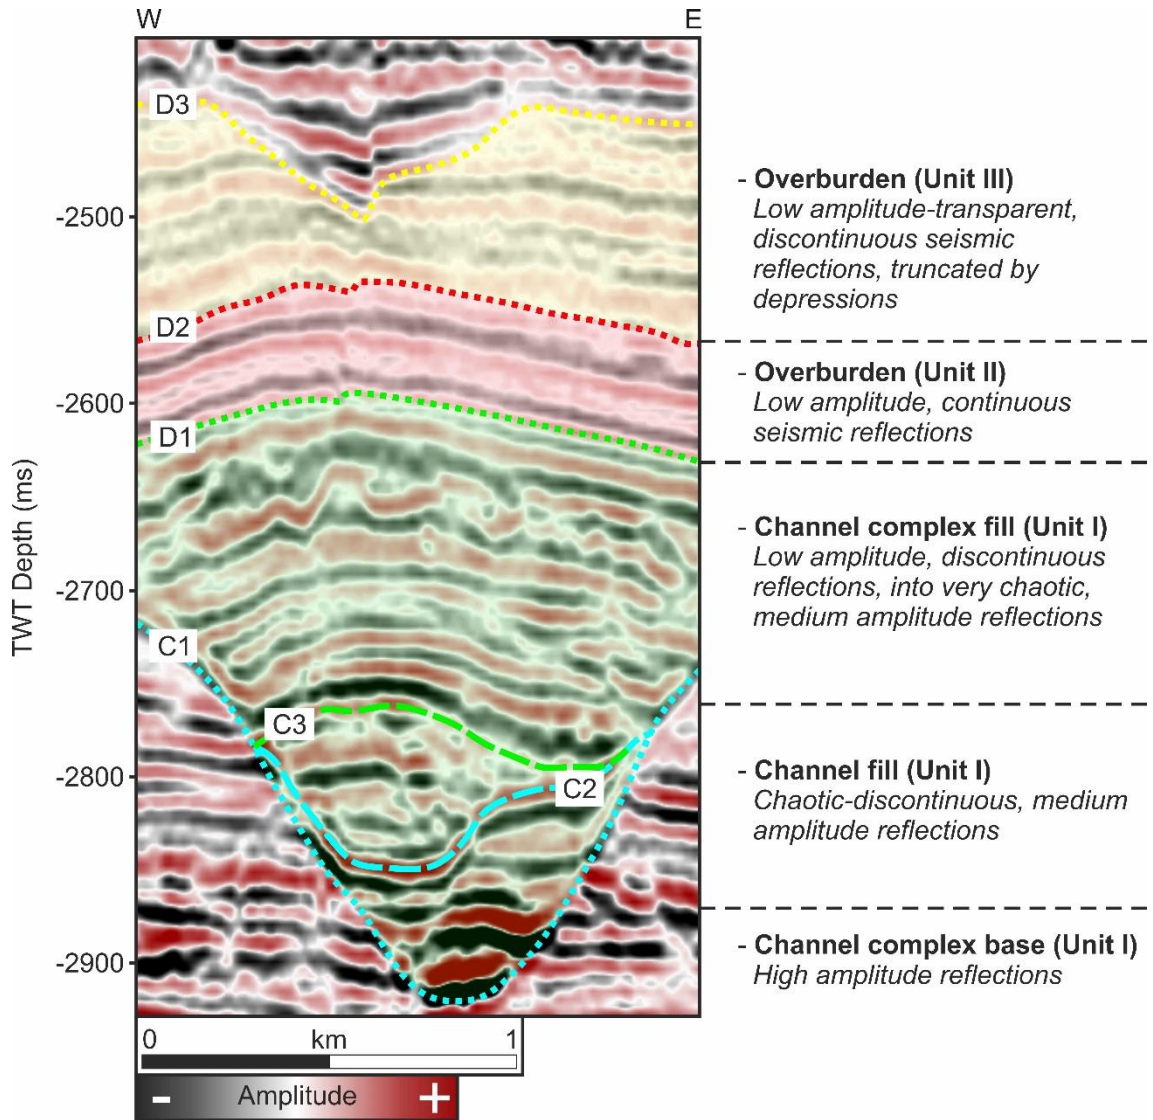 W
E
D3
-2500
D2
-2600
D1
TWT Depth (ms)
-2700
C1
C3
-2800
C2
-2900
- Overburden (Unit III)
Low amplitude-transparent,
discontinuous seismic
reflections, truncated by
depressions
- Overburden (Unit II)
Low amplitude, continuous
seismic reflections
- Channel complex fill (Unit I)
Low amplitude, discontinuous
reflections, into very chaotic,
medium amplitude reflections
- Channel fill (Unit I)
Chaotic-discontinuous, medium
amplitude reflections
- Channel complex base (Unit I)
High amplitude reflections
0 km 1
- Amplitude +